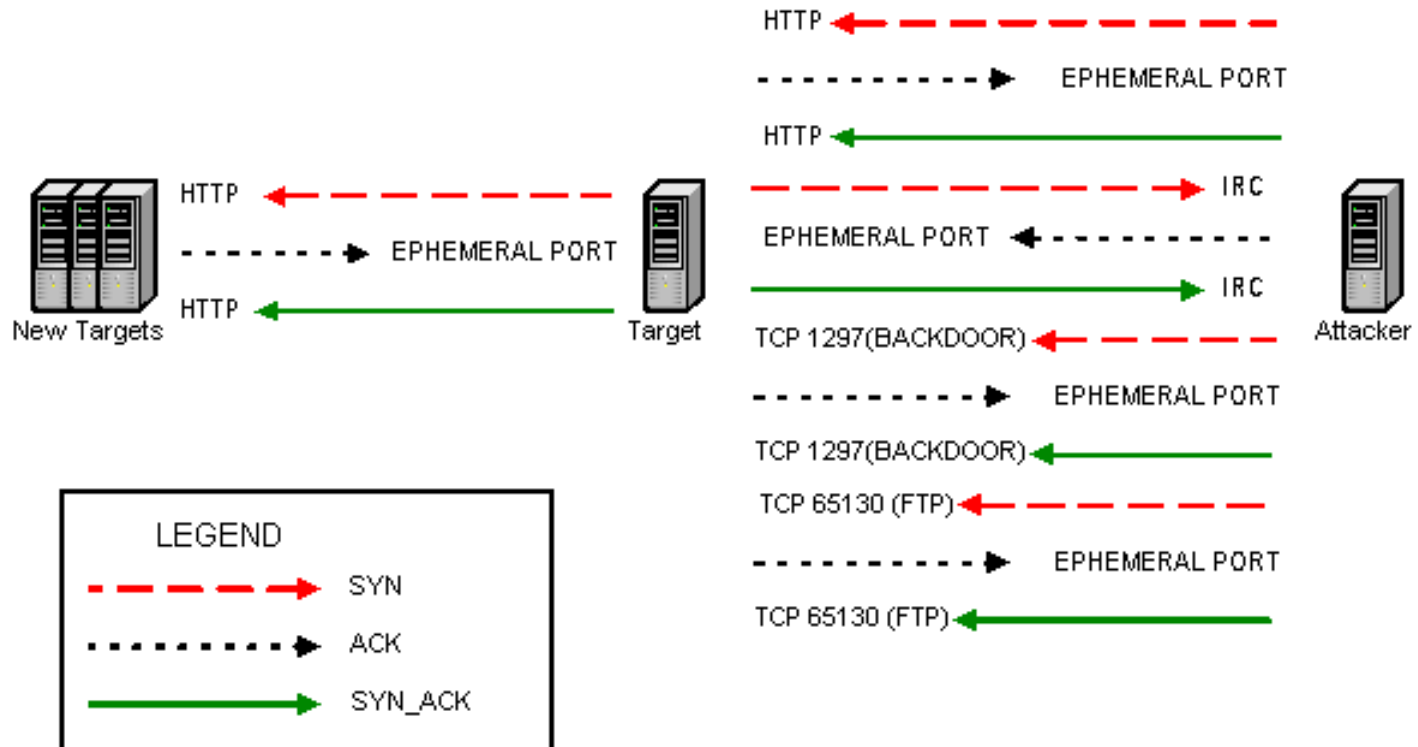 HTTP
EPHEMERAL PORT
HTTP
HTTP
IRC
EPHEMERAL PORT
EPHEMERAL PORT
HTTP
IRC
New Targets
Target
Attacker
TCP 1297(BACKDOOR)
EPHEMERAL PORT
TCP 1297(BACKDOOR)
TCP 65130 (FTP)
EPHEMERAL PORT
TCP 65130 (FTP)
LEGEND
SYN
ACK
SYN_ACK